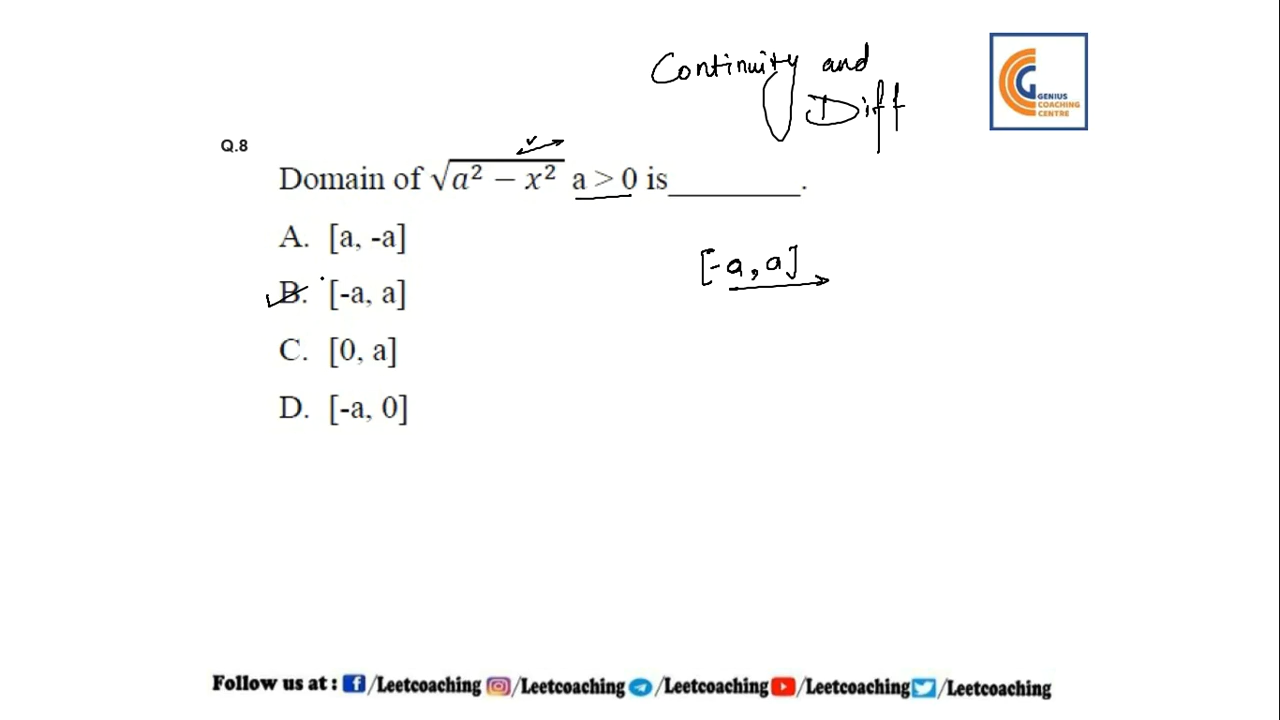 Continuity and
Diff
GENIUS
COACHING
CENTRE
Q.8
Domain of √a² − x² a > 0 is________.
A. [a, -a]
B. [-a, a]
C. [0, a]
D. [-a, 0]
[-a, a]
Follow us at : /Leetcoaching /Leetcoaching /Leetcoaching /Leetcoaching /Leetcoaching